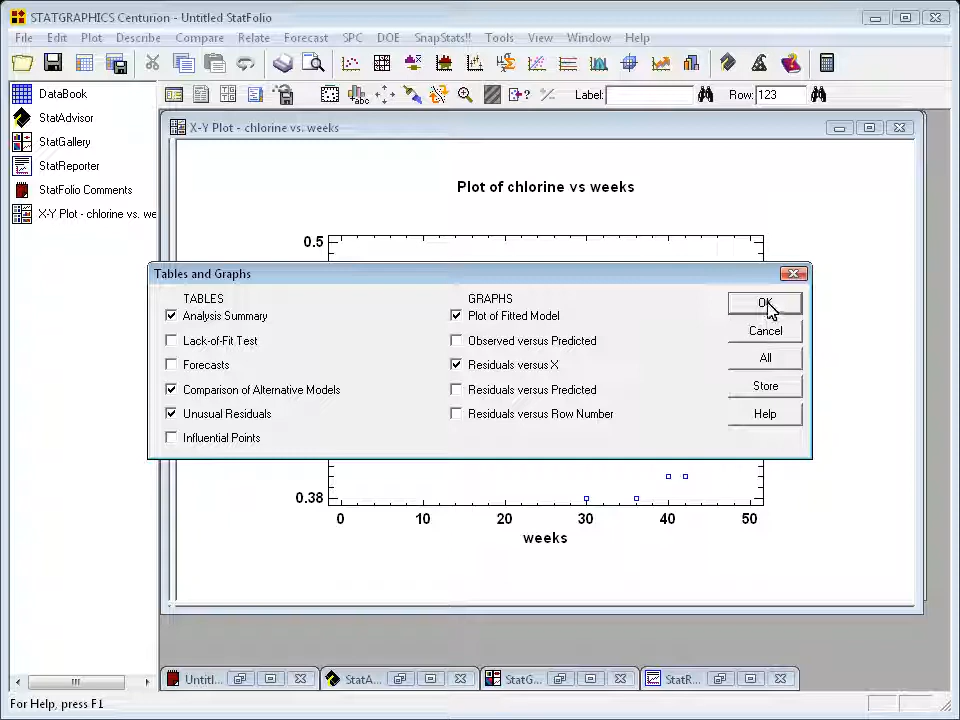 STATGRAPHICS Centurion - Untitled StatFolio
File Edit Plot Describe Compare Relate Forecast SPC DOE SnapStats!! Tools View Window Help
Label: Row: 123
DataBook
StatAdvisor
StatGallery
StatReporter
StatFolio Comments
X-Y Plot - chlorine vs. we
X-Y Plot - chlorine vs. weeks
Plot of chlorine vs weeks
0.5
Tables and Graphs
TABLES
Analysis Summary
Lack-of-Fit Test
Forecasts
Comparison of Alternative Models
Unusual Residuals
Influential Points
GRAPHS
Plot of Fitted Model
Observed versus Predicted
Residuals versus X
Residuals versus Predicted
Residuals versus Row Number
OK
Cancel
All
Store
Help
0.38
0 10 20 30 40 50
weeks
Untitl... StatA... StatG... StatR...
For Help, press F1